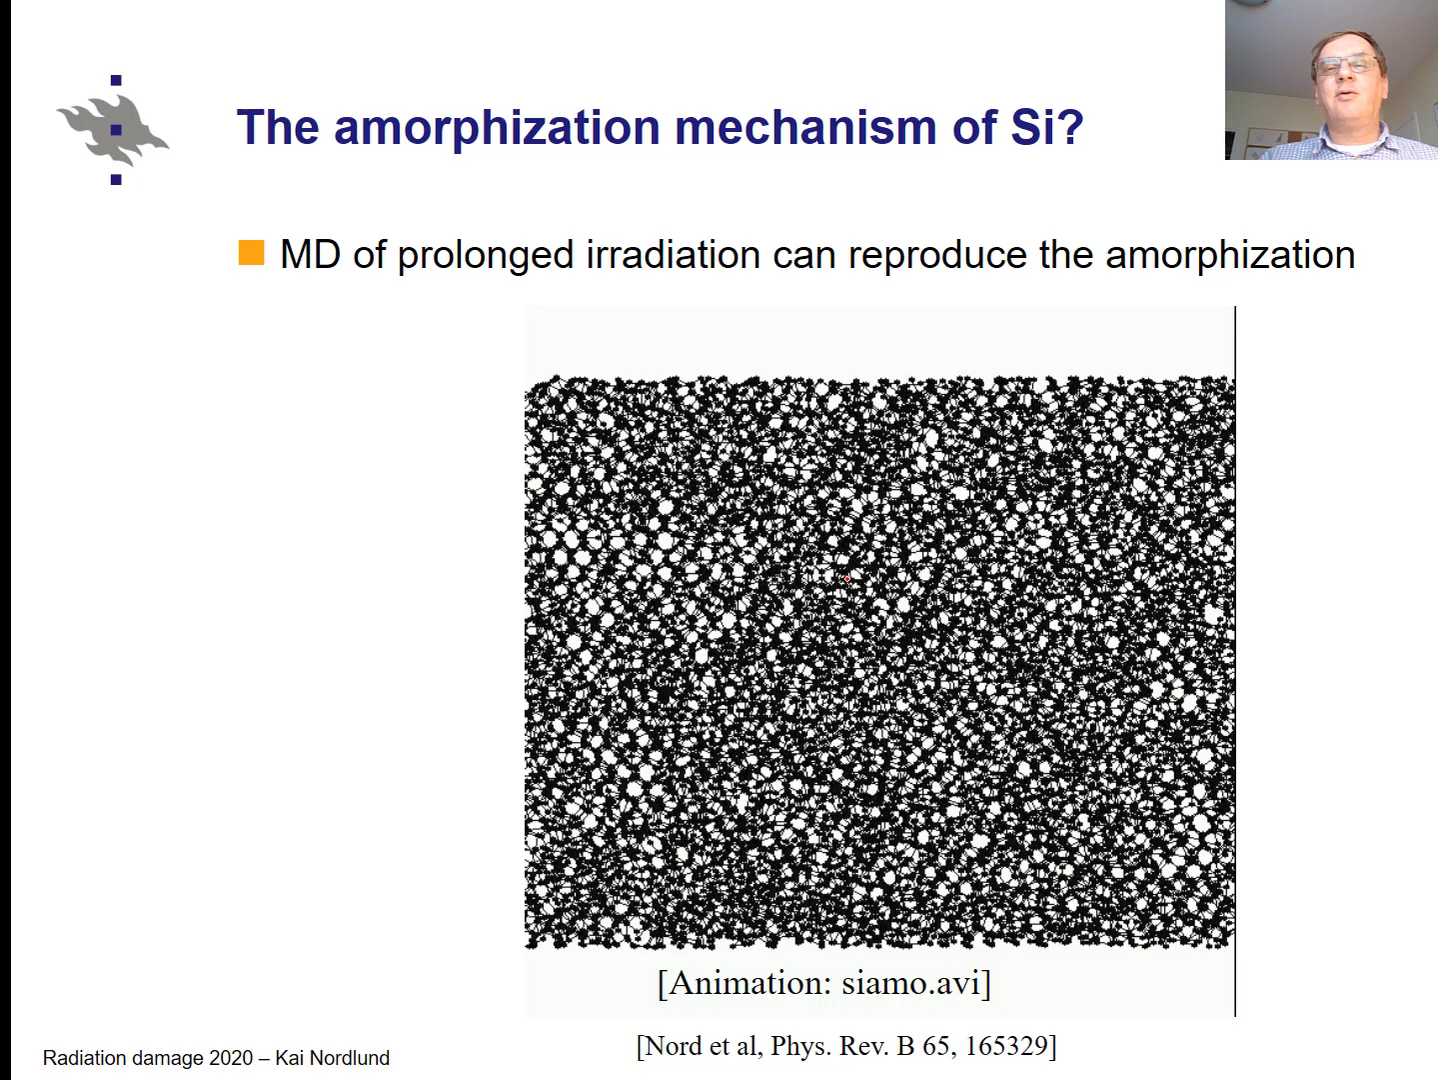 The amorphization mechanism of Si?
MD of prolonged irradiation can reproduce the amorphization
[Animation: siamo.avi]
[Nord et al, Phys. Rev. B 65, 165329]
Radiation damage 2020 – Kai Nordlund